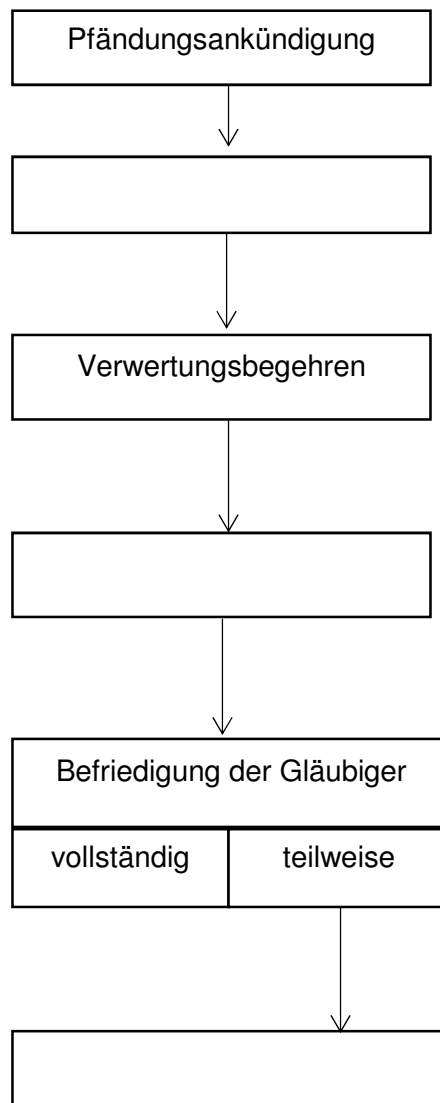 Pfändungsankündigung
Verwertungsbegehren
Befriedigung der Gläubiger
vollständig teilweise